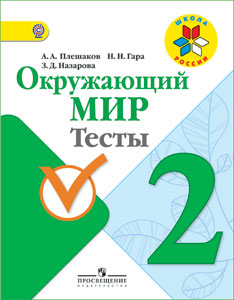 ШКОЛА
РОССИИ
А. А. Плешаков Н. Н. Гара
З. Д. Назарова
Окружающий
МИР
Тесты
2
ПРОСВЕЩЕНИЕ
ИЗДАТЕЛЬСТВО